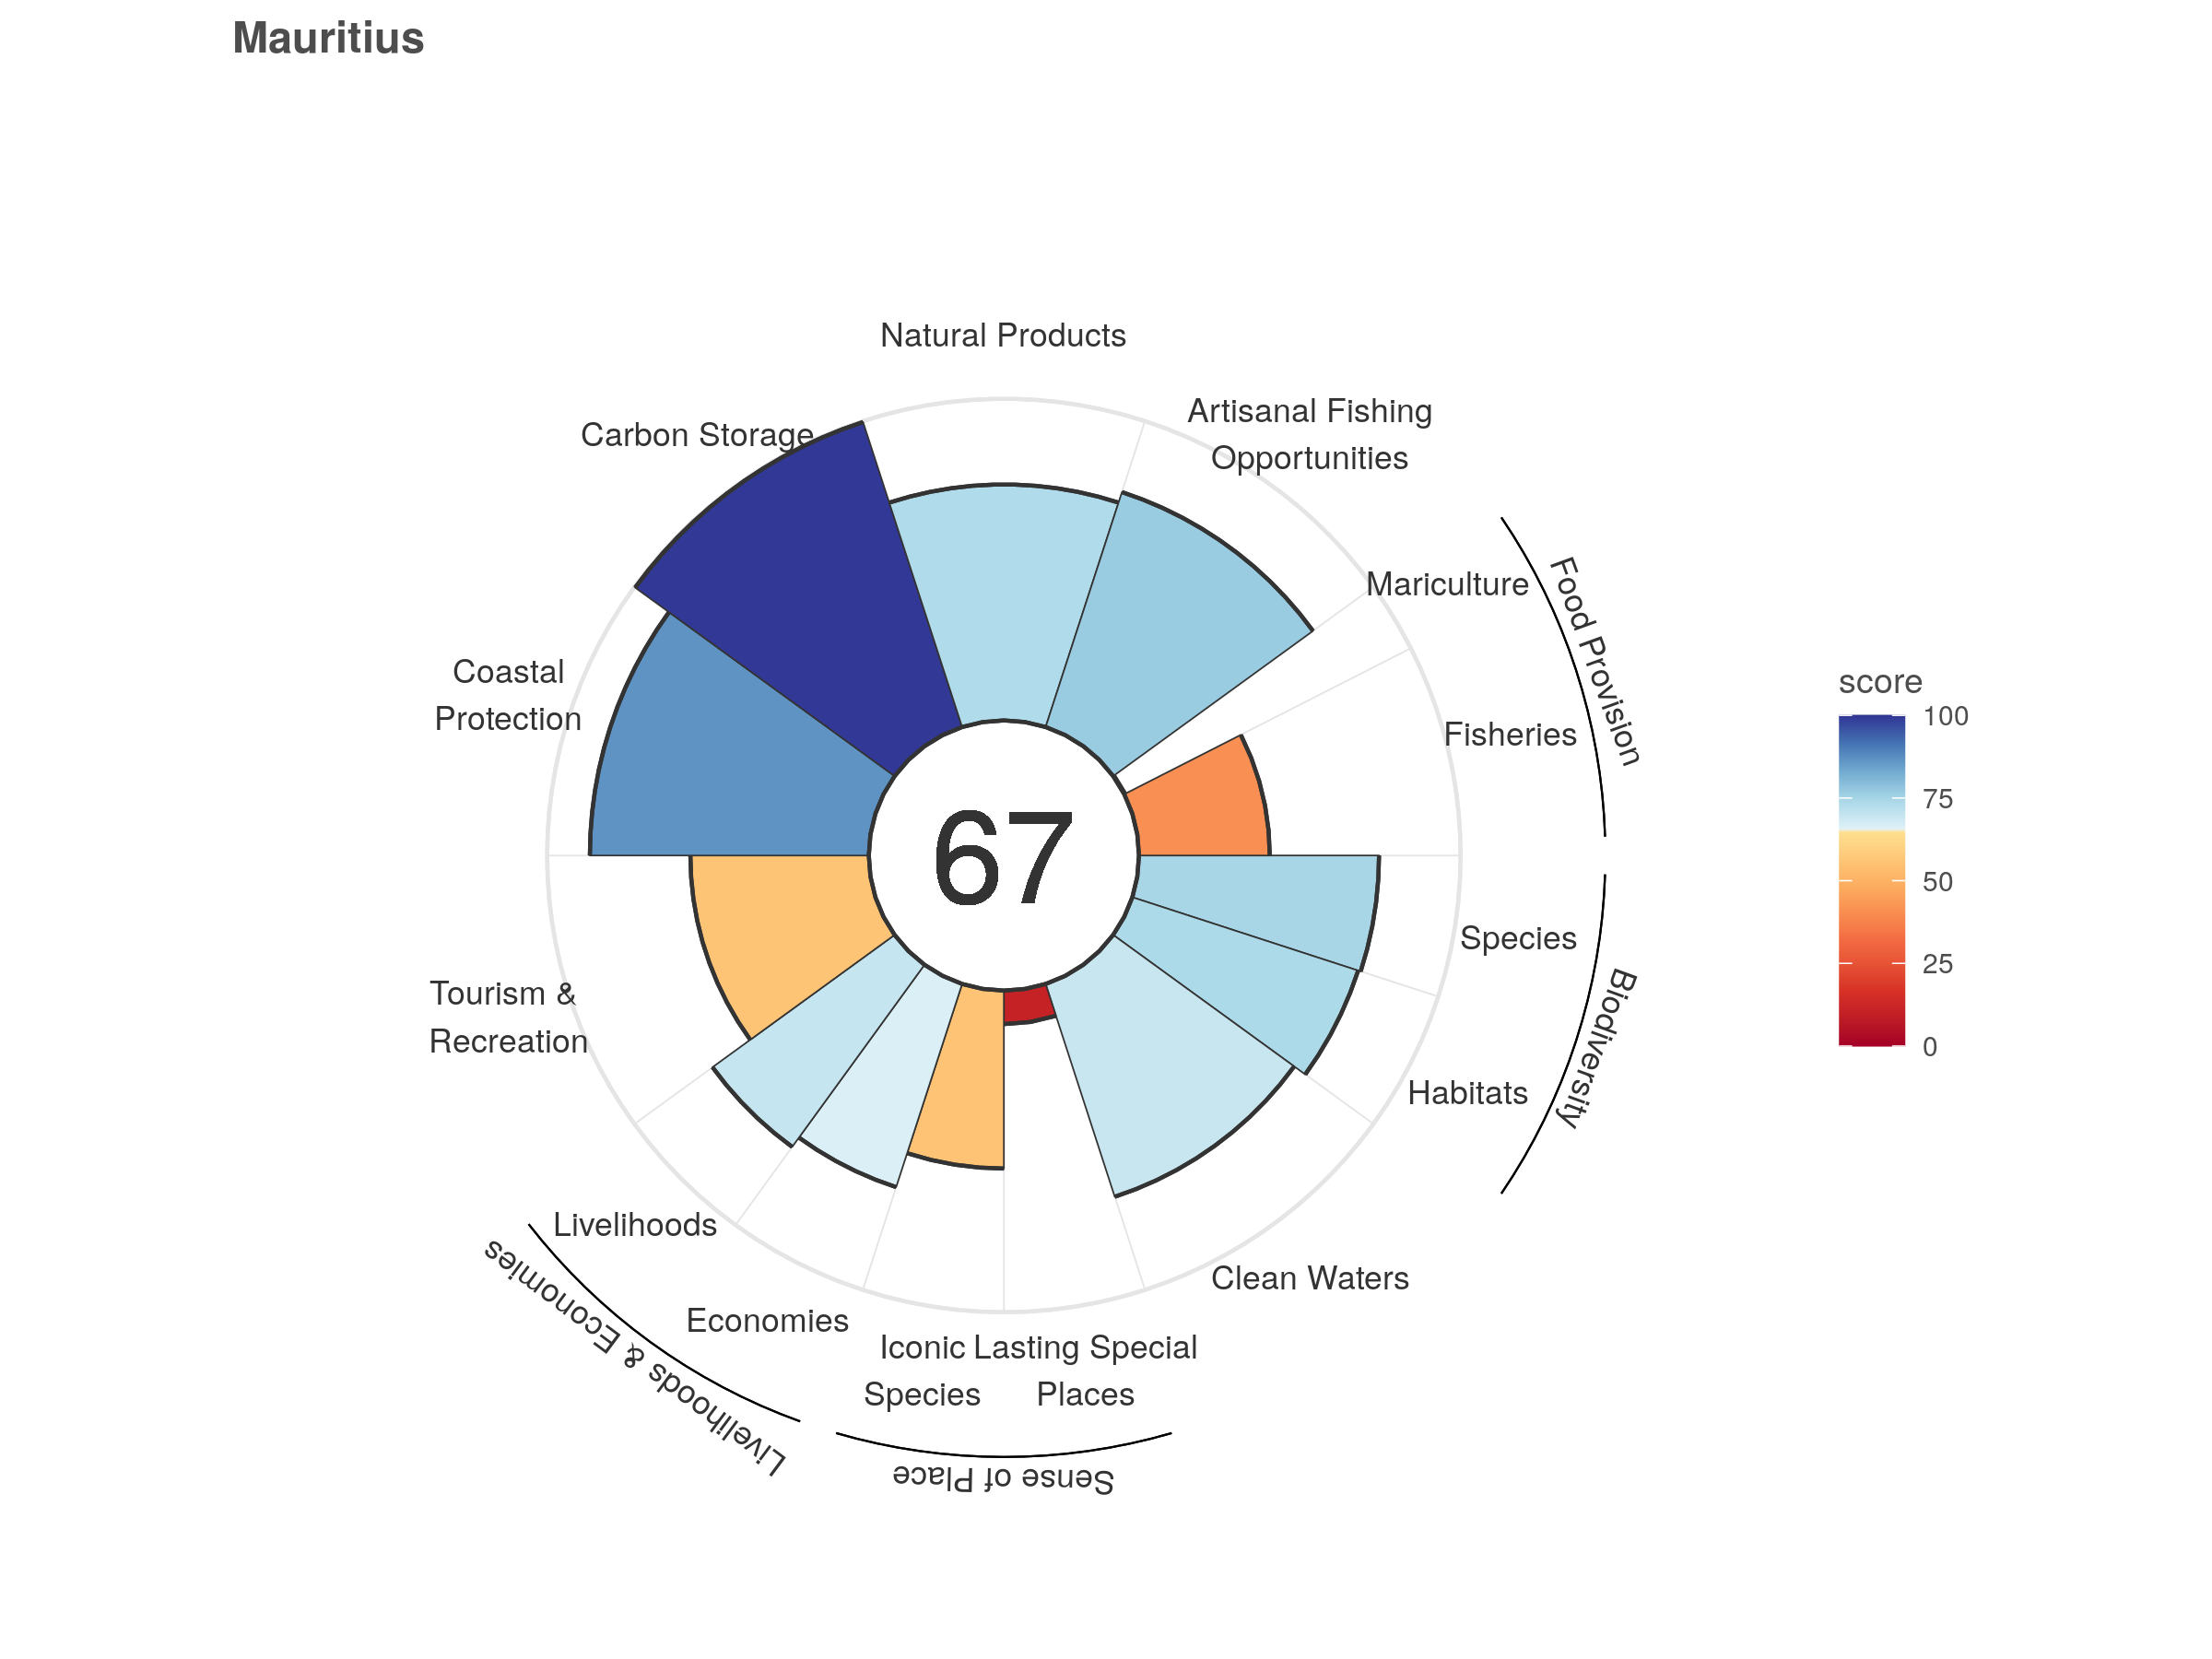 Mauritius
Natural Products
Artisanal Fishing
Opportunities
Carbon Storage
Mariculture
Food Provision
Fisheries
Coastal
Protection
67
score
100
75
50
25
0
Species
Biodiversity
Habitats
Tourism &
Recreation
Livelihoods
Livelihoods & Economies
Economies
Clean Waters
Iconic
Species
Lasting Special
Places
Sense of Place